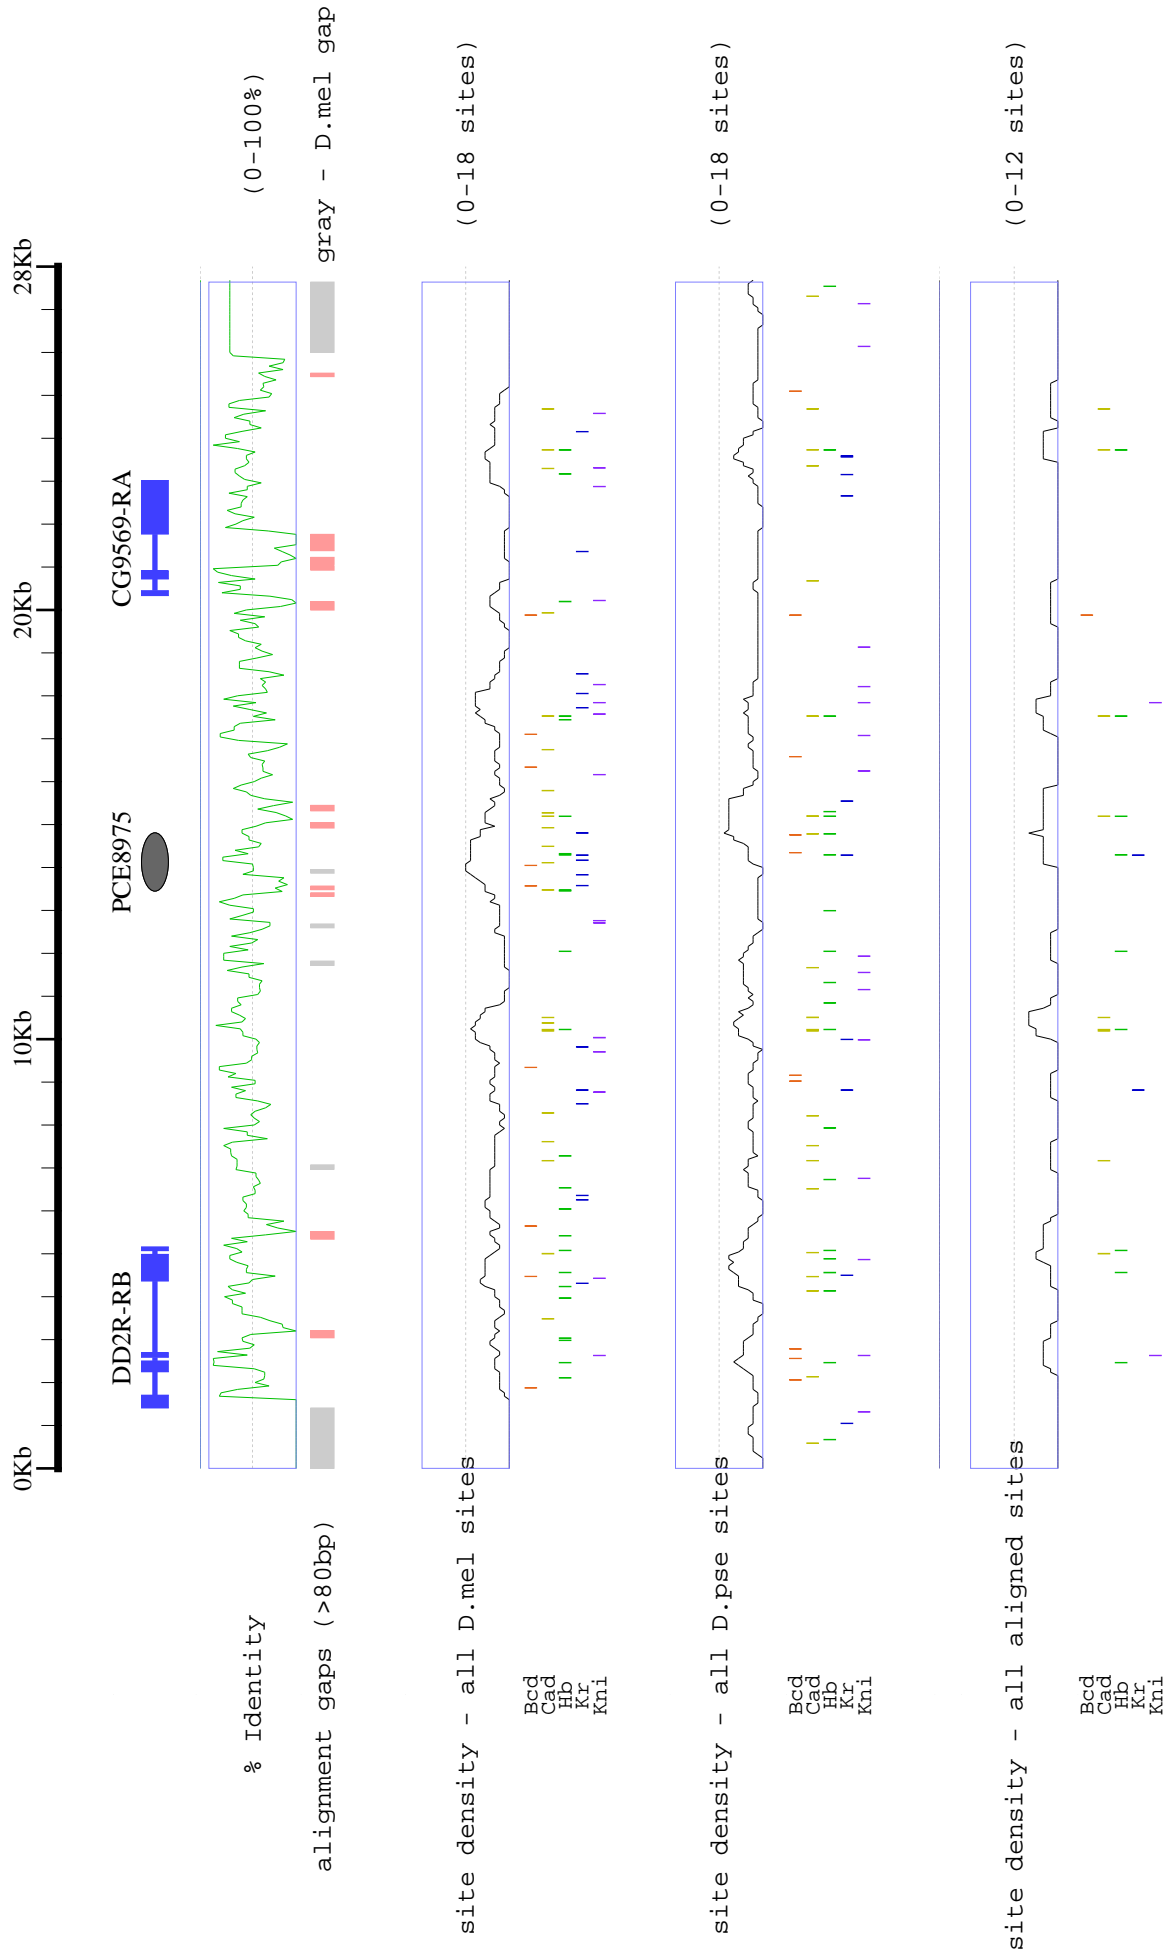 0Kb 10Kb 20Kb 28Kb
DD2R-RB PCE8975 CG9569-RA
% Identity (0-100%)
alignment gaps (>80bp) gray - D.mel gap
site density - all D.mel sites (0-18 sites)
Bcd
Cad
Hb
Kr
Kni
site density - all D.pse sites (0-18 sites)
Bcd
Cad
Hb
Kr
Kni
site density - all aligned sites (0-12 sites)
Bcd
Cad
Hb
Kr
Kni